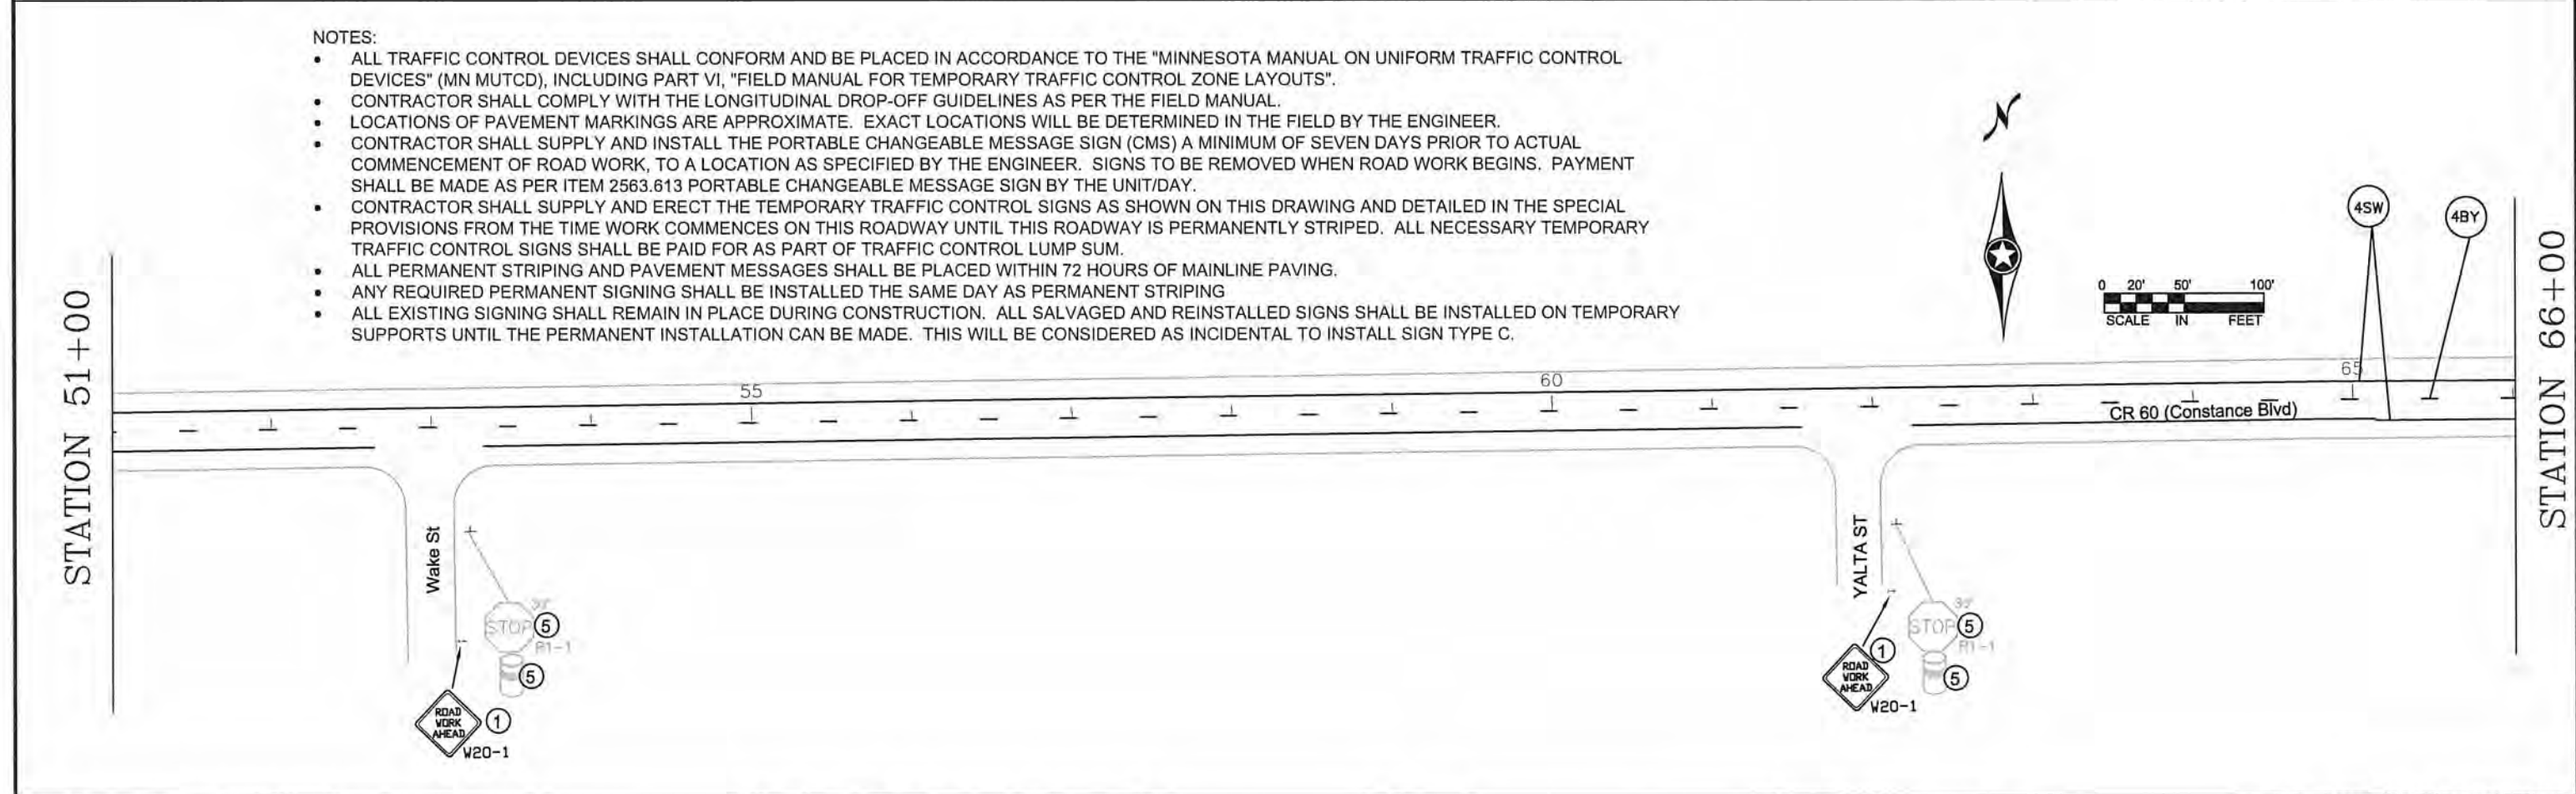 NOTES:
• ALL TRAFFIC CONTROL DEVICES SHALL CONFORM AND BE PLACED IN ACCORDANCE TO THE "MINNESOTA MANUAL ON UNIFORM TRAFFIC CONTROL
DEVICES" (MN MUTCD), INCLUDING PART VI, "FIELD MANUAL FOR TEMPORARY TRAFFIC CONTROL ZONE LAYOUTS".
• CONTRACTOR SHALL COMPLY WITH THE LONGITUDINAL DROP-OFF GUIDELINES AS PER THE FIELD MANUAL.
• LOCATIONS OF PAVEMENT MARKINGS ARE APPROXIMATE. EXACT LOCATIONS WILL BE DETERMINED IN THE FIELD BY THE ENGINEER.
• CONTRACTOR SHALL SUPPLY AND INSTALL THE PORTABLE CHANGEABLE MESSAGE SIGN (CMS) A MINIMUM OF SEVEN DAYS PRIOR TO ACTUAL
COMMENCEMENT OF ROAD WORK, TO A LOCATION AS SPECIFIED BY THE ENGINEER. SIGNS TO BE REMOVED WHEN ROAD WORK BEGINS. PAYMENT
SHALL BE MADE AS PER ITEM 2563.613 PORTABLE CHANGEABLE MESSAGE SIGN BY THE UNIT/DAY.
• CONTRACTOR SHALL SUPPLY AND ERECT THE TEMPORARY TRAFFIC CONTROL SIGNS AS SHOWN ON THIS DRAWING AND DETAILED IN THE SPECIAL
PROVISIONS FROM THE TIME WORK COMMENCES ON THIS ROADWAY UNTIL THIS ROADWAY IS PERMANENTLY STRIPED. ALL NECESSARY TEMPORARY
TRAFFIC CONTROL SIGNS SHALL BE PAID FOR AS PART OF TRAFFIC CONTROL LUMP SUM.
• ALL PERMANENT STRIPING AND PAVEMENT MESSAGES SHALL BE PLACED WITHIN 72 HOURS OF MAINLINE PAVING.
• ANY REQUIRED PERMANENT SIGNING SHALL BE INSTALLED THE SAME DAY AS PERMANENT STRIPING
• ALL EXISTING SIGNING SHALL REMAIN IN PLACE DURING CONSTRUCTION. ALL SALVAGED AND REINSTALLED SIGNS SHALL BE INSTALLED ON TEMPORARY
SUPPORTS UNTIL THE PERMANENT INSTALLATION CAN BE MADE. THIS WILL BE CONSIDERED AS INCIDENTAL TO INSTALL SIGN TYPE C.
N
0 20' 50' 100'
SCALE IN FEET
4SW
4BY
STATION 51+00
STATION 66+00
55
60
65
CR 60 (Constance Blvd)
Wake St
STOP
5
R1-1
5
ROAD
WORK
AHEAD
1
W20-1
YALTA ST
STOP
5
R1-1
5
ROAD
WORK
AHEAD
1
W20-1